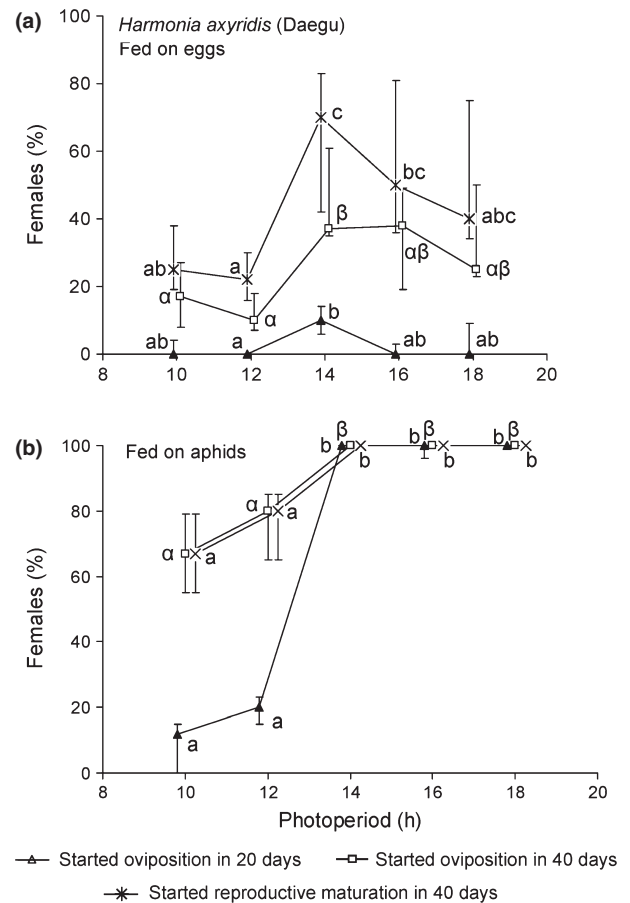 (a)
Harmonia axyridis (Daegu)
Fed on eggs
Females (%)
100
80
60
40
20
0
ab
a
c
bc
abc
α
α
β
αβ
αβ
ab
a
b
ab
ab
8 10 12 14 16 18 20
(b)
Fed on aphids
Females (%)
100
80
60
40
20
0
β β β
b b b
b b b
α a
α a
a
a
8 10 12 14 16 18 20
Photoperiod (h)
Started oviposition in 20 days Started oviposition in 40 days
Started reproductive maturation in 40 days